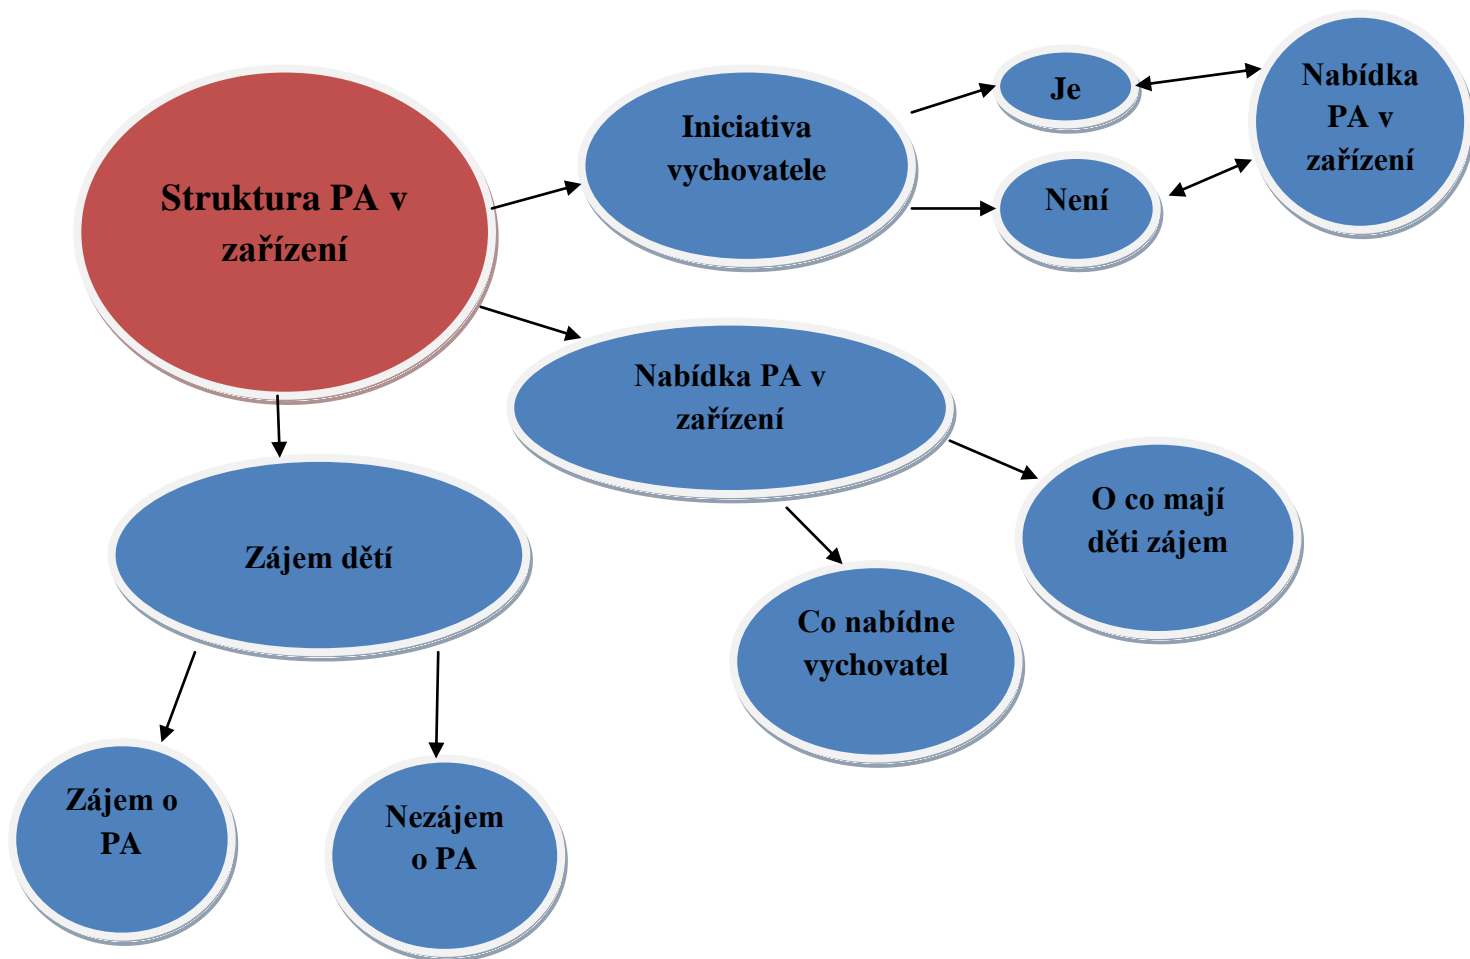 Struktura PA v
zařízení
Iniciativa
vychovatele
Je
Není
Nabídka
PA v
zařízení
Nabídka PA v
zařízení
O co mají
děti zájem
Co nabídne
vychovatel
Zájem dětí
Zájem o
PA
Nezájem
o PA